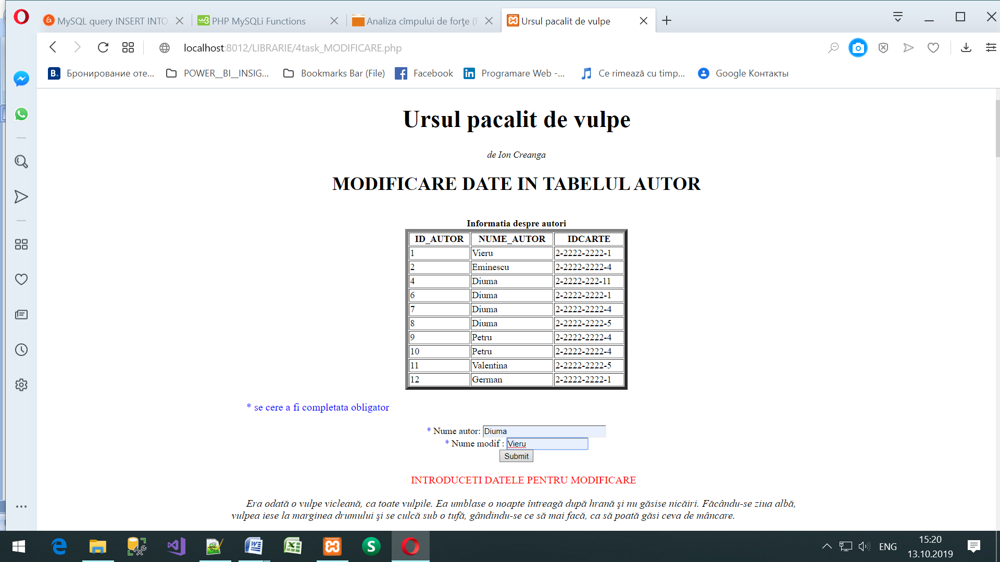 MySQL query INSERT INTO
PHP MySQLi Functions
Analiza cîmpului de forţe (
Ursul pacalit de vulpe
localhost:8012/LIBRARIE/4task_MODIFICARE.php
B. Бронирование оте...
POWER__BI__INSIG...
Bookmarks Bar (File)
Facebook
in Programare Web -...
Ce rimează cu timp...
Google Контакты
Ursul pacalit de vulpe
de Ion Creanga
MODIFICARE DATE IN TABELUL AUTOR
Informatia despre autori
ID_AUTOR NUME_AUTOR IDCARTE
1 Vieru 2-2222-2222-1
2 Eminescu 2-2222-2222-4
4 Diuma 2-2222-222-11
6 Diuma 2-2222-2222-1
7 Diuma 2-2222-2222-4
8 Diuma 2-2222-2222-5
9 Petru 2-2222-2222-4
10 Petru 2-2222-2222-4
11 Valentina 2-2222-2222-5
12 German 2-2222-2222-1
* se cere a fi completata obligator
* Nume autor: Diuma
* Nume modif : Vieru
Submit
INTRODUCETI DATELE PENTRU MODIFICARE
Era odată o vulpe vicleană, ca toate vulpile. Ea umblase o noapte întreagă după hrană şi nu găsise nicăiri. Făcându-se ziua albă,
vulpea iese la marginea drumului şi se culcă sub o tufă, gândindu-se ce să mai facă, ca să poată găsi ceva de mâncare.
ENG
15:20
13.10.2019